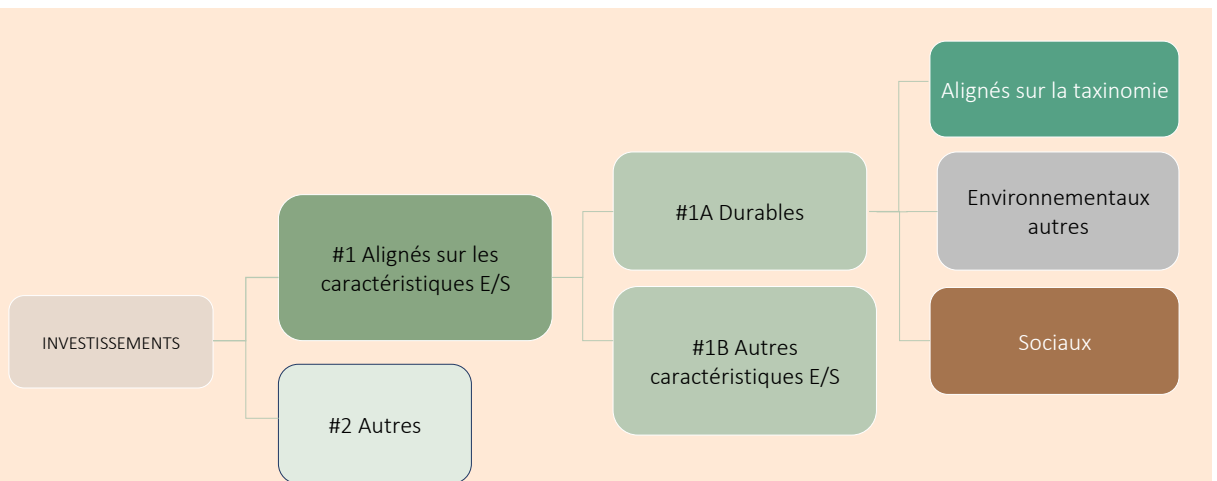 INVESTISSEMENTS
#1 Alignés sur les
caractéristiques E/S
#2 Autres
#1A Durables
#1B Autres
caractéristiques E/S
Alignés sur la taxinomie
Environnementaux
autres
Sociaux